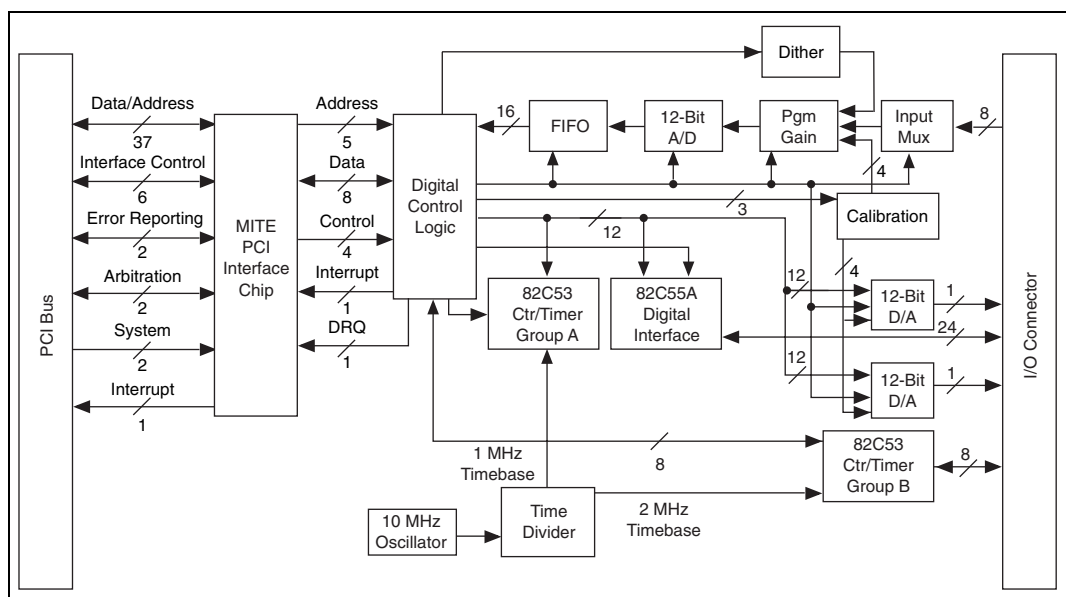 PCI Bus
Data/Address
37
Interface Control
6
Error Reporting
2
Arbitration
2
System
2
Interrupt
1
MITE
PCI
Interface
Chip
Address
5
Data
8
Control
4
Interrupt
1
DRQ
1
Digital
Control
Logic
Dither
16
FIFO
12-Bit
A/D
Pgm
Gain
Input
Mux
8
4
3
Calibration
12
82C53
Ctr/Timer
Group A
82C55A
Digital
Interface
4
12
12-Bit
D/A
1
24
12
12-Bit
D/A
1
82C53
Ctr/Timer
Group B
8
8
1 MHz
Timebase
10 MHz
Oscillator
Time
Divider
2 MHz
Timebase
I/O Connector